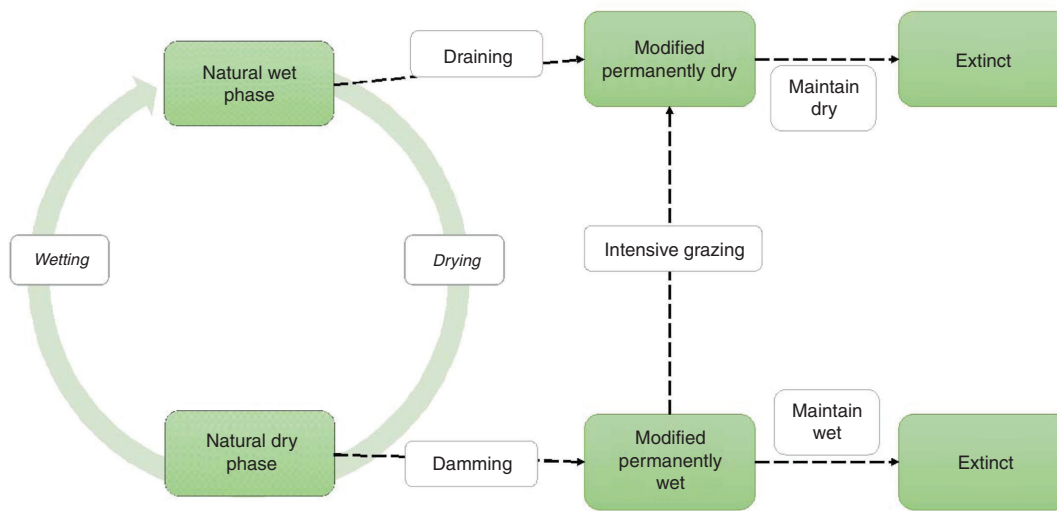 Natural wet
phase
Draining
Modified
permanently dry
Maintain
dry
Extinct
Wetting
Drying
Intensive grazing
Natural dry
phase
Damming
Modified
permanently
wet
Maintain
wet
Extinct